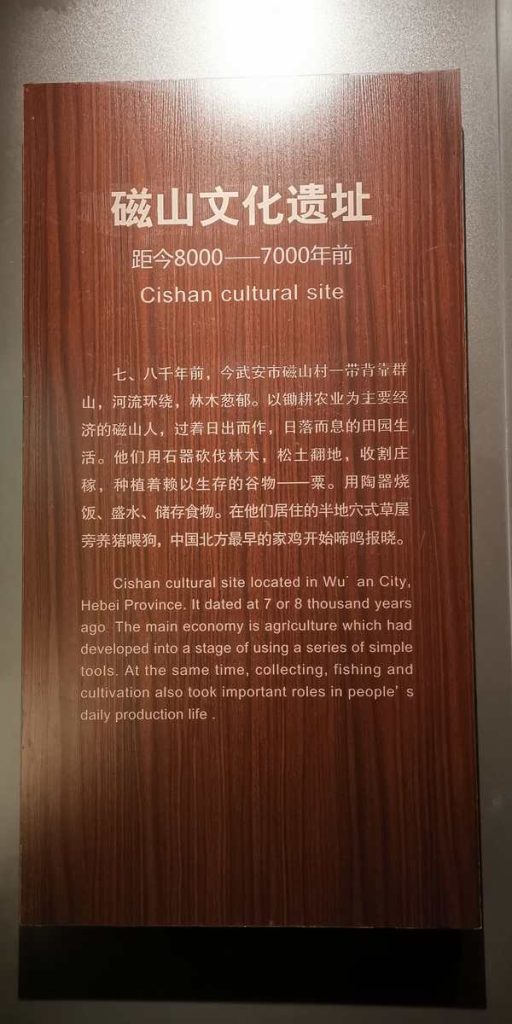 磁山文化遗址
距今8000——7000年前
Cishan cultural site
七、八千年前，今武安市磁山村一带背靠群
山，河流环绕，林木葱郁。以锄耕农业为主要经
济的磁山人，过着日出而作，日落而息的田园生
活。他们用石器砍伐林木，松土翻地，收割庄
稼，种植着赖以生存的谷物——粟。用陶器烧
饭、盛水、储存食物。在他们居住的半地穴式草屋
旁养猪喂狗，中国北方最早的家鸡开始啼鸣报晓。
Cishan cultural site located in Wu' an City,
Hebei Province. It dated at 7 or 8 thousand years
ago The main economy is agriculture which had
developed into a stage of using a series of simple
tools. At the same time, collecting, fishing and
cultivation also took important roles in people' s
daily production life .